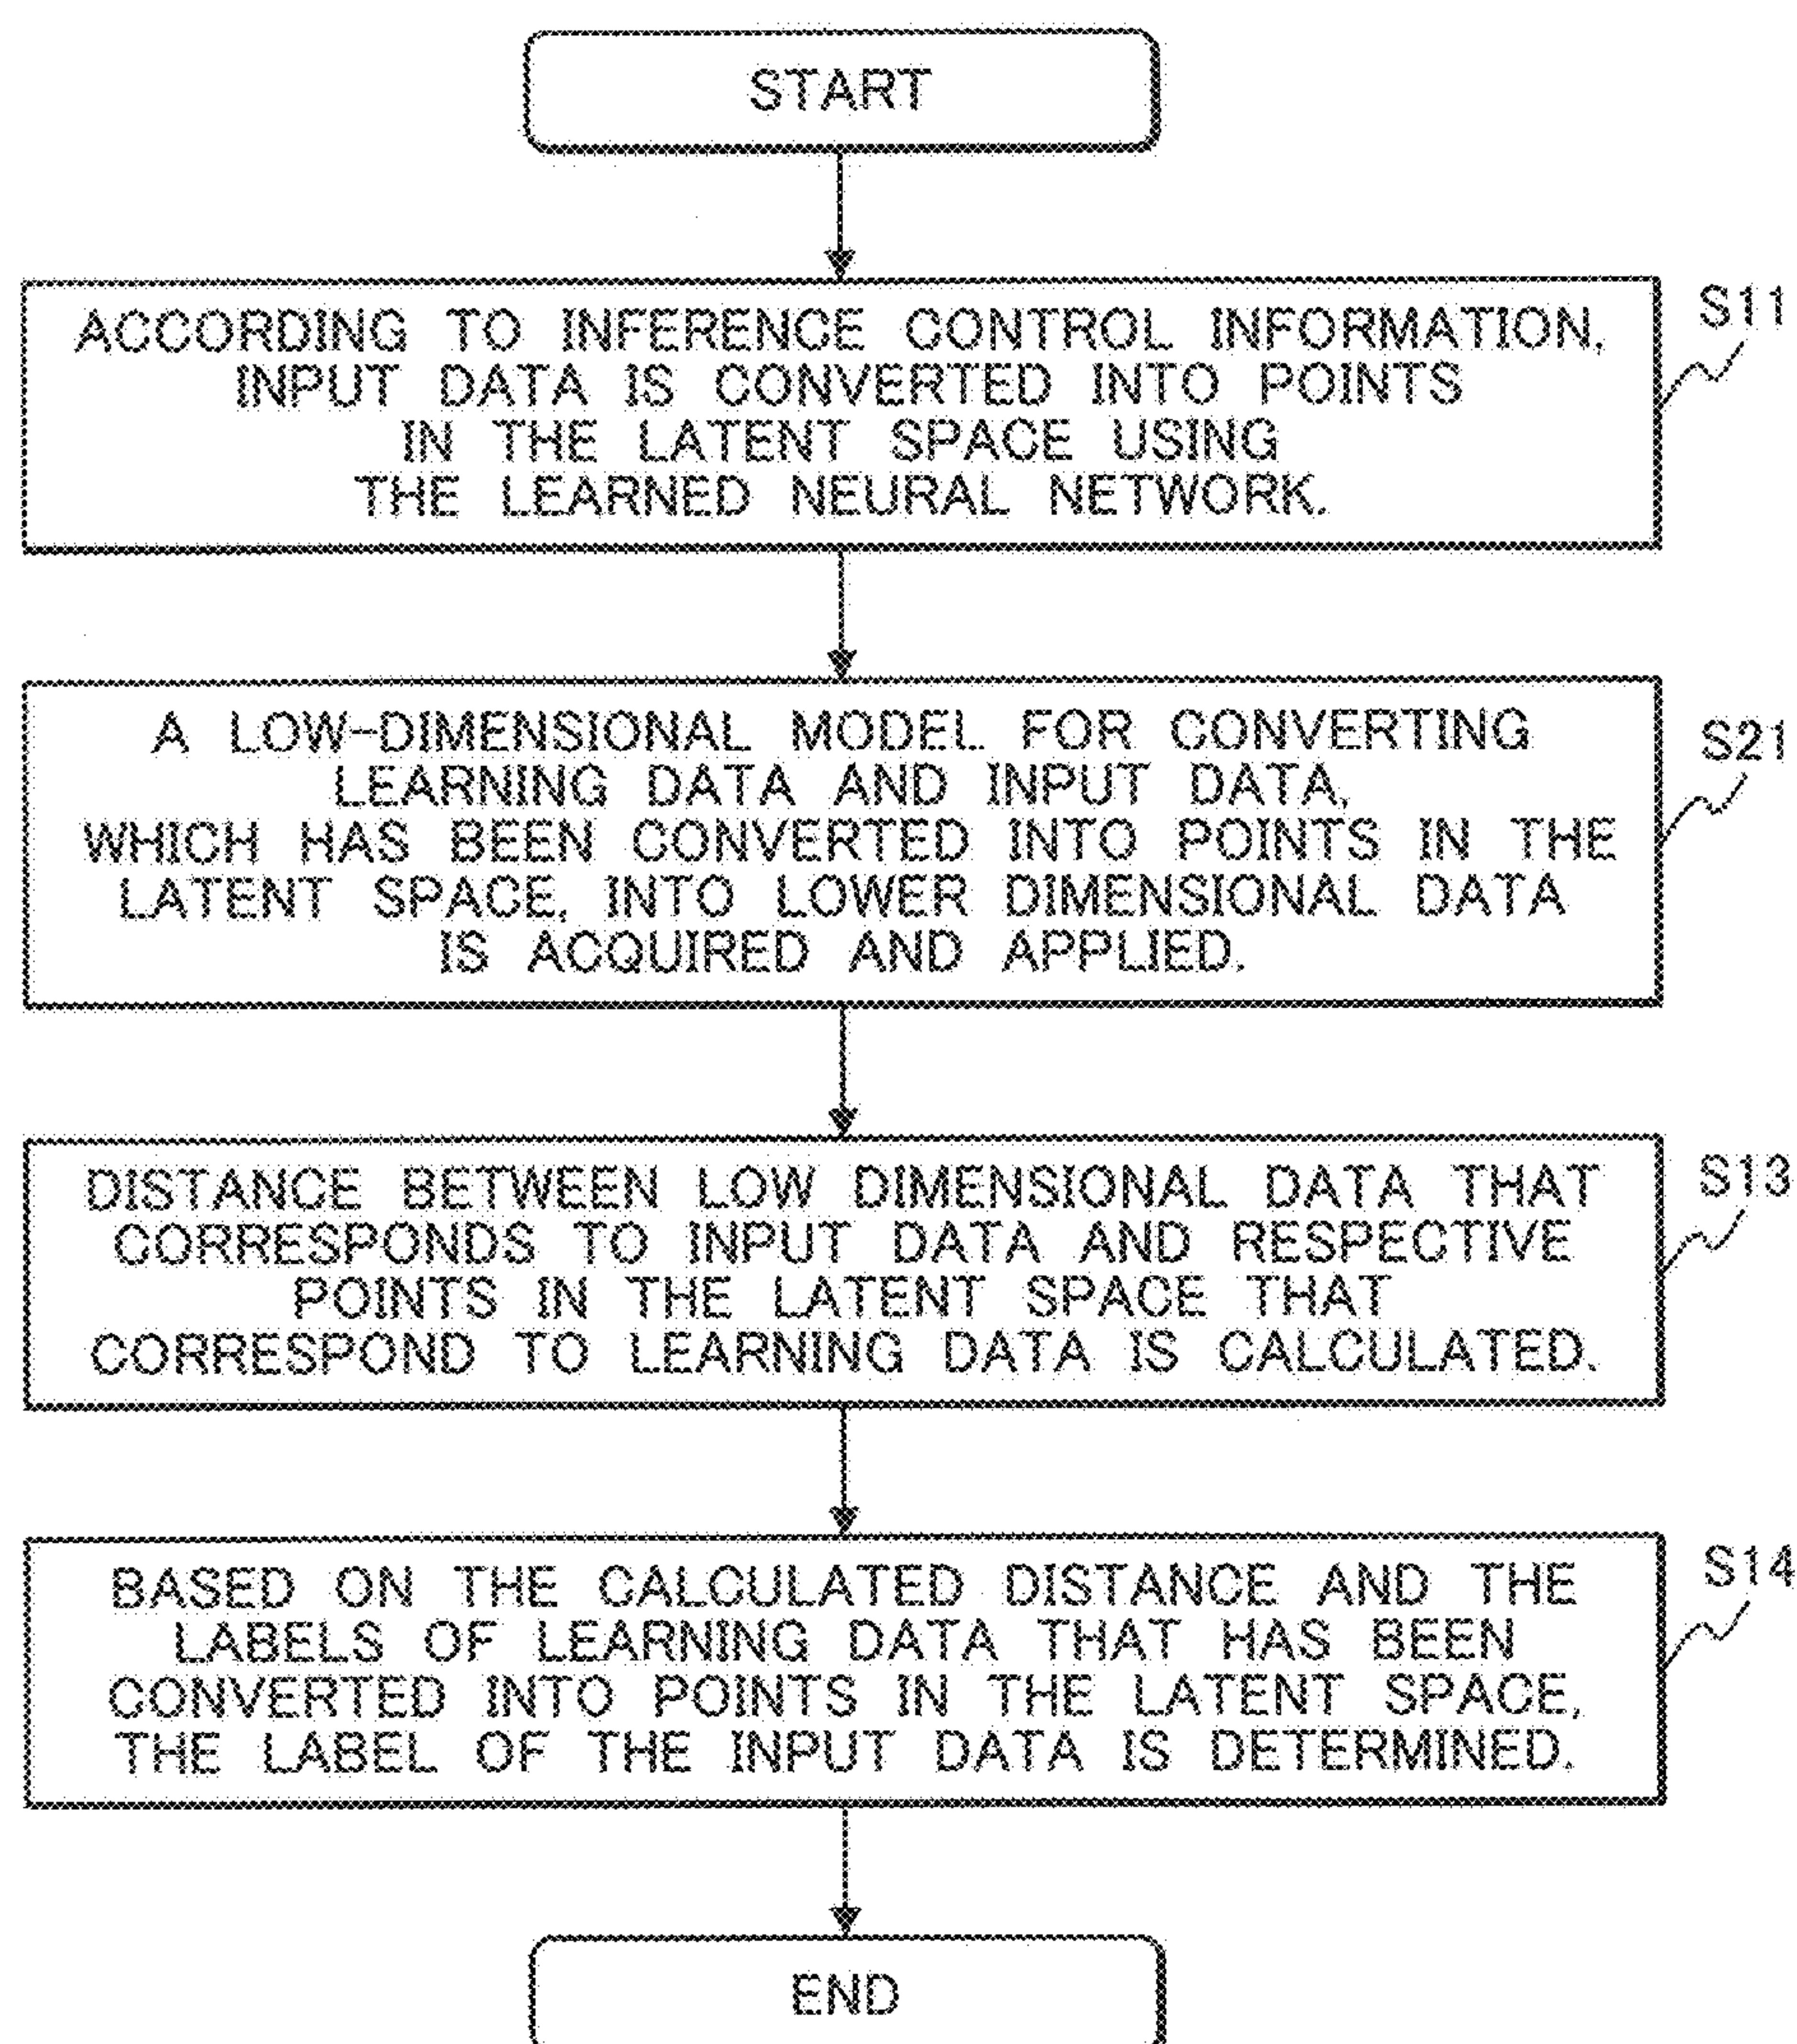 START
S11
ACCORDING TO INFERENCE CONTROL INFORMATION,
INPUT DATA IS CONVERTED INTO POINTS
IN THE LATENT SPACE USING
THE LEARNED NEURAL NETWORK.
S21
A LOW-DIMENSIONAL MODEL FOR CONVERTING
LEARNING DATA AND INPUT DATA,
WHICH HAS BEEN CONVERTED INTO POINTS IN THE
LATENT SPACE, INTO LOWER DIMENSIONAL DATA
IS ACQUIRED AND APPLIED.
S13
DISTANCE BETWEEN LOW DIMENSIONAL DATA THAT
CORRESPONDS TO INPUT DATA AND RESPECTIVE
POINTS IN THE LATENT SPACE THAT
CORRESPOND TO LEARNING DATA IS CALCULATED.
S14
BASED ON THE CALCULATED DISTANCE AND THE
LABELS OF LEARNING DATA THAT HAS BEEN
CONVERTED INTO POINTS IN THE LATENT SPACE,
THE LABEL OF THE INPUT DATA IS DETERMINED.
END